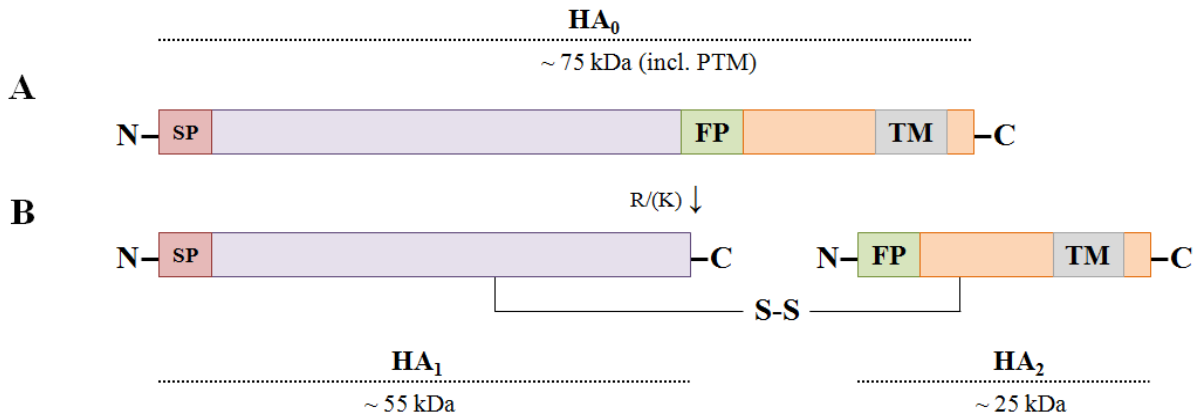 HA₀
~ 75 kDa (incl. PTM)
A
N SP FP TM C
R/(K) ↓
B
N SP C N FP TM C
S-S
HA₁ HA₂
~ 55 kDa ~ 25 kDa